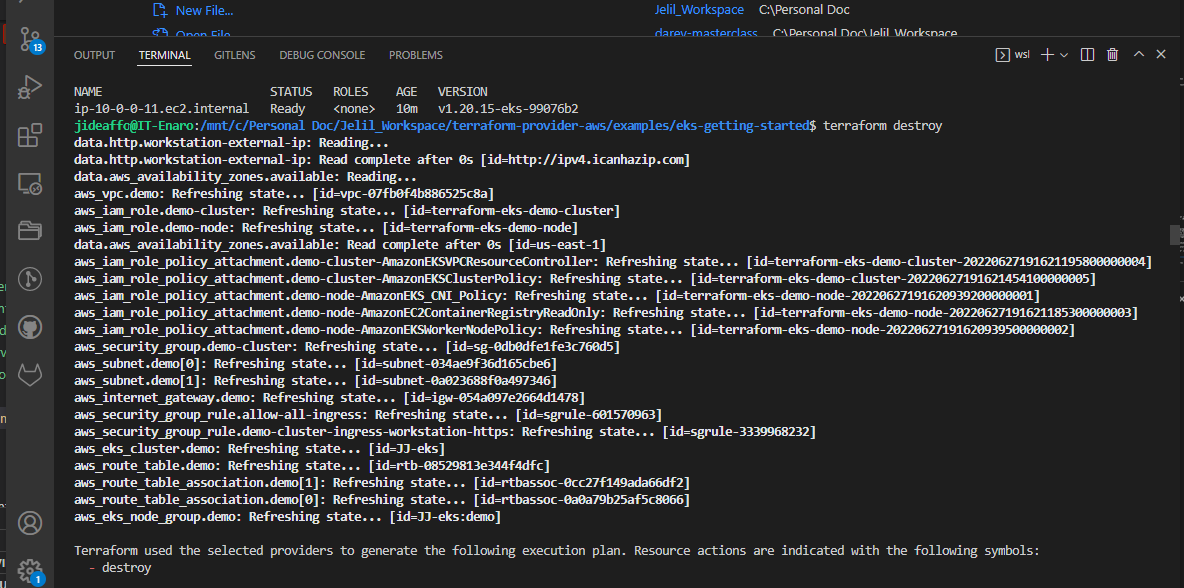 New File...
Jelil_Workspace C:\Personal Doc
Open File
darey-masterclass C:\Personal Doc\Jelil_Workspace
13
OUTPUT TERMINAL GITLENS DEBUG CONSOLE PROBLEMS
wsl
NAME STATUS ROLES AGE VERSION
ip-10-0-0-11.ec2.internal Ready <none> 10m v1.20.15-eks-99076b2
jideaffo@IT-Enaro:/mnt/c/Personal Doc/Jelil_Workspace/terraform-provider-aws/examples/eks-getting-started$ terraform destroy
data.http.workstation-external-ip: Reading...
data.http.workstation-external-ip: Read complete after 0s [id=http://ipv4.icanhazip.com]
data.aws_availability_zones.available: Reading...
aws_vpc.demo: Refreshing state... [id=vpc-07fb0f4b886525c8a]
aws_iam_role.demo-cluster: Refreshing state... [id=terraform-eks-demo-cluster]
aws_iam_role.demo-node: Refreshing state... [id=terraform-eks-demo-node]
data.aws_availability_zones.available: Read complete after 0s [id=us-east-1]
aws_iam_role_policy_attachment.demo-cluster-AmazonEKSVPCResourceController: Refreshing state... [id=terraform-eks-demo-cluster-20220627191621195800000004]
aws_iam_role_policy_attachment.demo-cluster-AmazonEKSClusterPolicy: Refreshing state... [id=terraform-eks-demo-cluster-20220627191621454100000005]
aws_iam_role_policy_attachment.demo-node-AmazonEKS_CNI_Policy: Refreshing state... [id=terraform-eks-demo-node-20220627191620939200000001]
aws_iam_role_policy_attachment.demo-node-AmazonEC2ContainerRegistryReadOnly: Refreshing state... [id=terraform-eks-demo-node-20220627191621185300000003]
aws_iam_role_policy_attachment.demo-node-AmazonEKSWorkerNodePolicy: Refreshing state... [id=terraform-eks-demo-node-20220627191620939500000002]
aws_security_group.demo-cluster: Refreshing state... [id=sg-0db0dfe1fe3c760d5]
aws_subnet.demo[0]: Refreshing state... [id=subnet-034ae9f36d165cbe6]
aws_subnet.demo[1]: Refreshing state... [id=subnet-0a023688f0a497346]
aws_internet_gateway.demo: Refreshing state... [id=igw-054a097e2664d1478]
aws_security_group_rule.allow-all-ingress: Refreshing state... [id=sgrule-601570963]
aws_security_group_rule.demo-cluster-ingress-workstation-https: Refreshing state... [id=sgrule-3339968232]
aws_eks_cluster.demo: Refreshing state... [id=JJ-eks]
aws_route_table.demo: Refreshing state... [id=rtb-08529813e344f4dfc]
aws_route_table_association.demo[1]: Refreshing state... [id=rtbassoc-0cc27f149ada66df2]
aws_route_table_association.demo[0]: Refreshing state... [id=rtbassoc-0a0a79b25af5c8066]
aws_eks_node_group.demo: Refreshing state... [id=JJ-eks:demo]
Terraform used the selected providers to generate the following execution plan. Resource actions are indicated with the following symbols:
- destroy
1